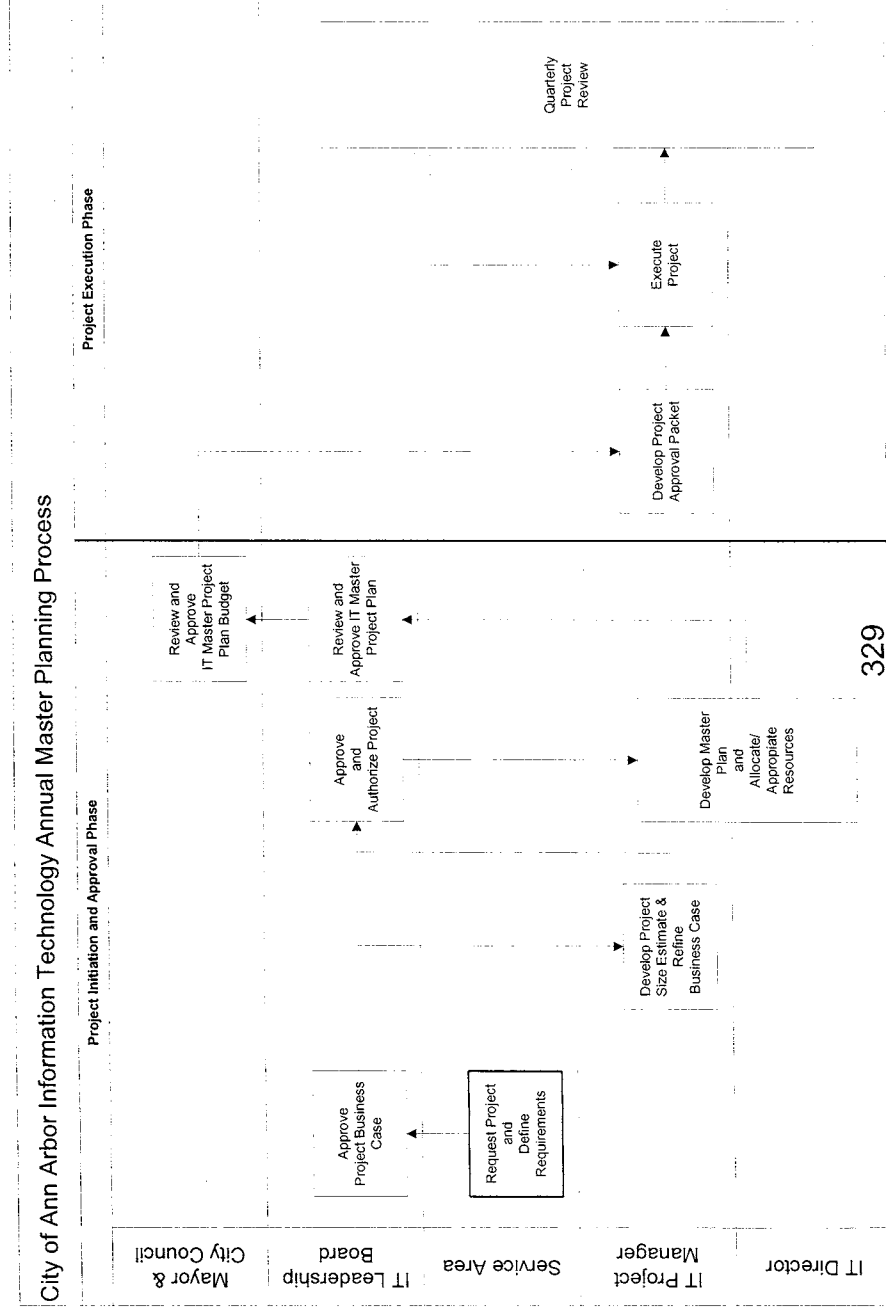 City of Ann Arbor Information Technology Annual Master Planning Process
Project Initiation and Approval Phase
Project Execution Phase
Mayor &
City Council
IT Leadership
Board
Service Area
IT Project
Manager
IT Director
Request Project
and
Define
Requirements
Approve
Project Business
Case
Develop Project
Size Estimate &
Refine
Business Case
Approve
and
Authorize Project
Develop Master
Plan
and
Allocate/
Appropiate
Resources
Review and
Approve IT Master
Project Plan
Review and
Approve
IT Master Project
Plan Budget
Develop Project
Approval Packet
Execute
Project
Quarterly
Project
Review
329